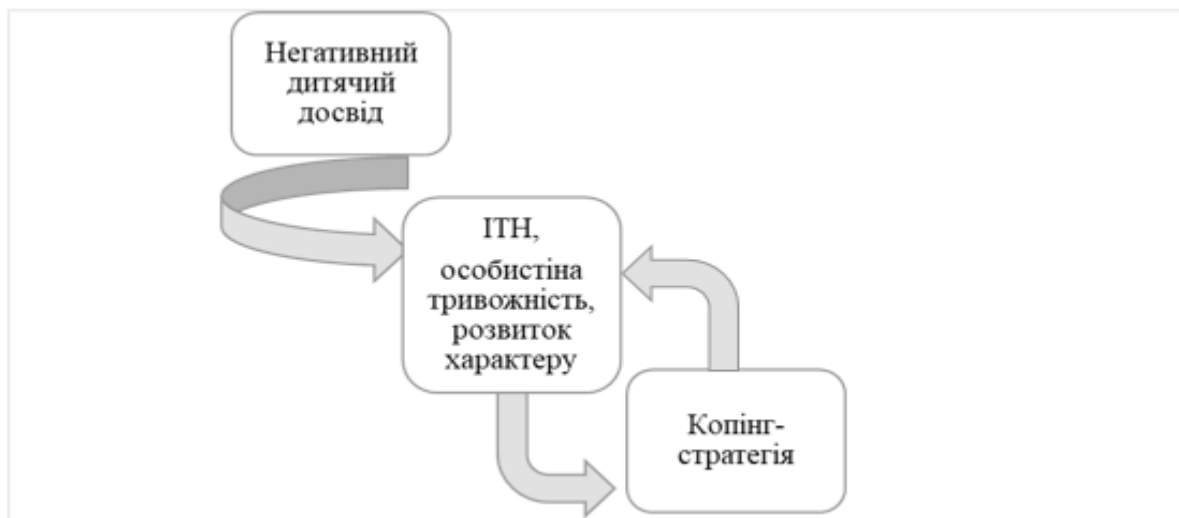 Негативний
дитячий
досвід
ІТН,
особистіна
тривожність,
розвиток
характеру
Копінг-
стратегія